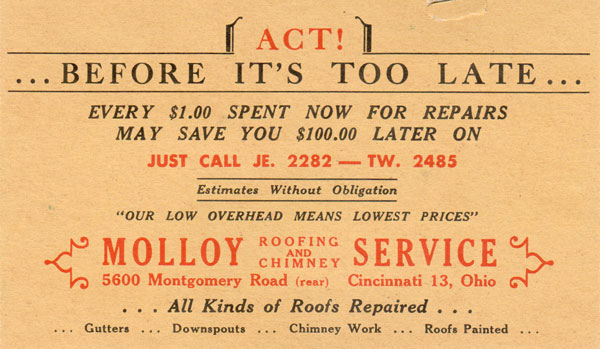 ACT!
...BEFORE IT'S TOO LATE...
EVERY $1.00 SPENT NOW FOR REPAIRS
MAY SAVE YOU $100.00 LATER ON
JUST CALL JE. 2282 — TW. 2485
Estimates Without Obligation
"OUR LOW OVERHEAD MEANS LOWEST PRICES"
MOLLOY ROOFING AND CHIMNEY SERVICE
5600 Montgomery Road (rear) Cincinnati 13, Ohio
. . . All Kinds of Roofs Repaired . . .
... Gutters ... Downspouts ... Chimney Work ... Roofs Painted ...